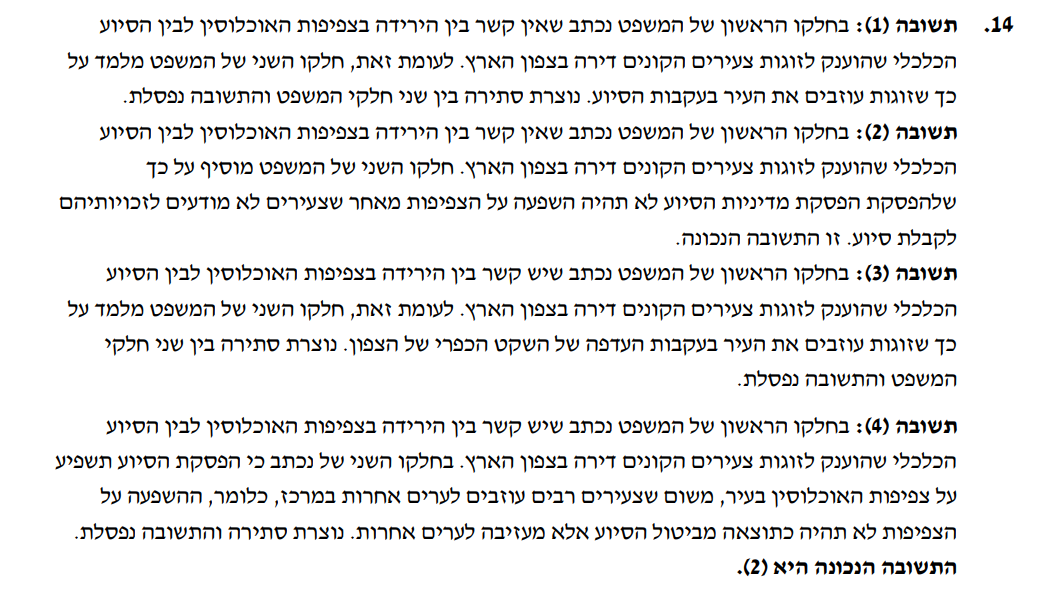 14. תשובה (1): בחלקו הראשון של המשפט נכתב שאין קשר בין הירידה בצפיפות האוכלוסין לבין הסיוע
הכלכלי שהוענק לזוגות צעירים הקונים דירה בצפון הארץ. לעומת זאת, חלקו השני של המשפט מלמד על
כך שזוגות עוזבים את העיר בעקבות הסיוע. נוצרת סתירה בין שני חלקי המשפט והתשובה נפסלת.
תשובה (2): בחלקו הראשון של המשפט נכתב שאין קשר בין הירידה בצפיפות האוכלוסין לבין הסיוע
הכלכלי שהוענק לזוגות צעירים הקונים דירה בצפון הארץ. חלקו השני של המשפט מוסיף על כך
שלהפסקת הפסקת מדיניות הסיוע לא תהיה השפעה על הצפיפות מאחר שצעירים לא מודעים לזכויותיהם
לקבלת סיוע. זו התשובה הנכונה.
תשובה (3): בחלקו הראשון של המשפט נכתב שיש קשר בין הירידה בצפיפות האוכלוסין לבין הסיוע
הכלכלי שהוענק לזוגות צעירים הקונים דירה בצפון הארץ. לעומת זאת, חלקו השני של המשפט מלמד על
כך שזוגות עוזבים את העיר בעקבות העדפה של השקט הכפרי של הצפון. נוצרת סתירה בין שני חלקי
המשפט והתשובה נפסלת.
תשובה (4): בחלקו הראשון של המשפט נכתב שיש קשר בין הירידה בצפיפות האוכלוסין לבין הסיוע
הכלכלי שהוענק לזוגות צעירים הקונים דירה בצפון הארץ. בחלקו השני של נכתב כי הפסקת הסיוע תשפיע
על צפיפות האוכלוסין בעיר, משום שצעירים רבים עוזבים לערים אחרות במרכז, כלומר, ההשפעה על
הצפיפות לא תהיה כתוצאה מביטול הסיוע אלא מעזיבה לערים אחרות. נוצרת סתירה והתשובה נפסלת.
התשובה הנכונה היא (2).